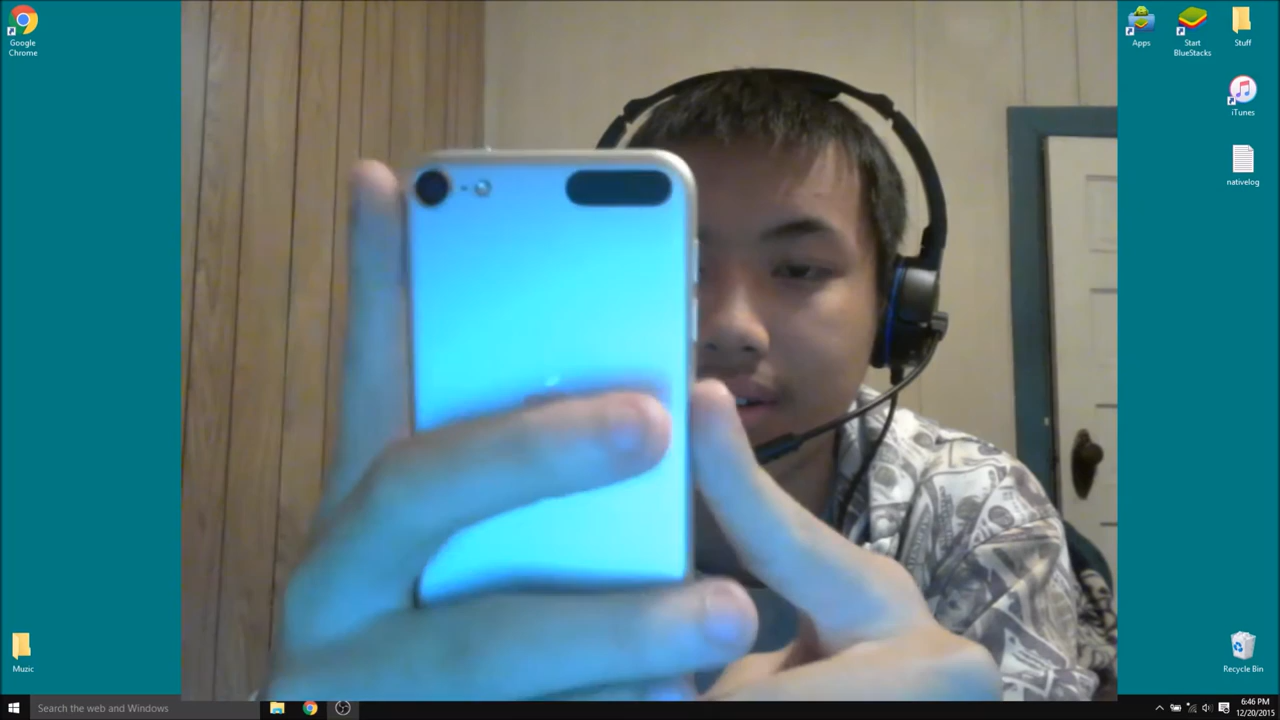 Google
Chrome
Apps
Start
BlueStacks
Stuff
iTunes
nativelog
Muzic
Recycle Bin
Search the web and Windows
6:46 PM
12/20/2015